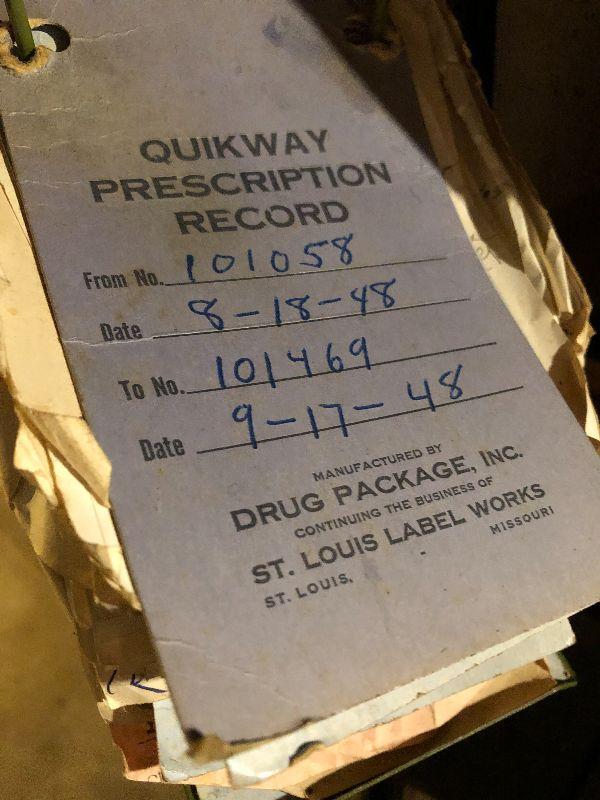 QUIKWAY
PRESCRIPTION
RECORD
From No. 101058
Date 8-18-48
To No. 101469
Date 9-17-48
MANUFACTURED BY
DRUG PACKAGE, INC.
CONTINUING THE BUSINESS OF
ST. LOUIS LABEL WORKS
ST. LOUIS, MISSOURI